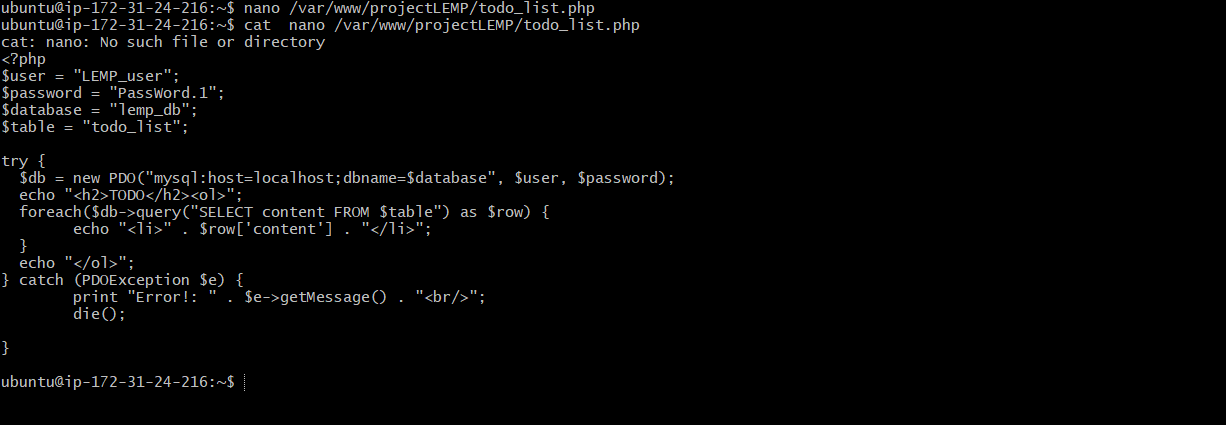 ubuntu@ip-172-31-24-216:~$ nano /var/www/projectLEMP/todo_list.php
ubuntu@ip-172-31-24-216:~$ cat  nano /var/www/projectLEMP/todo_list.php
cat: nano: No such file or directory
<?php
$user = "LEMP_user";
$password = "PassWord.1";
$database = "lemp_db";
$table = "todo_list";

try {
  $db = new PDO("mysql:host=localhost;dbname=$database", $user, $password);
  echo "<h2>TODO</h2><ol>";
  foreach($db->query("SELECT content FROM $table") as $row) {
        echo "<li>" . $row['content'] . "</li>";
  }
  echo "</ol>";
} catch (PDOException $e) {
        print "Error!: " . $e->getMessage() . "<br/>";
        die();

}

ubuntu@ip-172-31-24-216:~$